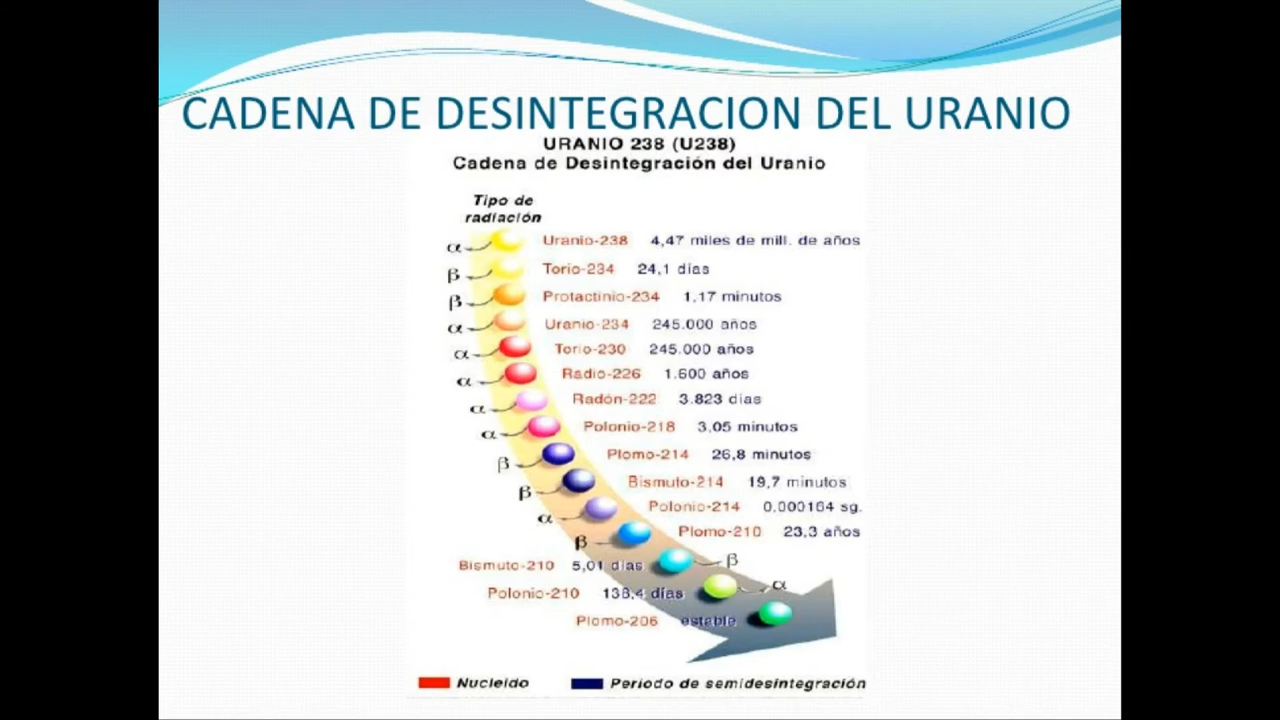 CADENA DE DESINTEGRACION DEL URANIO
URANIO 238 (U238)
Cadena de Desintegración del Uranio
Tipo de
radiación
α Uranio-238 4,47 miles de mill. de años
β Torio-234 24,1 días
β Protactinio-234 1,17 minutos
α Uranio-234 245.000 años
α Torio-230 245.000 años
α Radio-226 1.600 años
α Radón-222 3.823 días
α Polonio-218 3,05 minutos
β Plomo-214 26,8 minutos
β Bismuto-214 19,7 minutos
α Polonio-214 0,000164 sg.
β Plomo-210 23,3 años
Bismuto-210 5,01 días β
Polonio-210 138,4 días α
Plomo-206 estable
Nucleido Período de semidesintegración